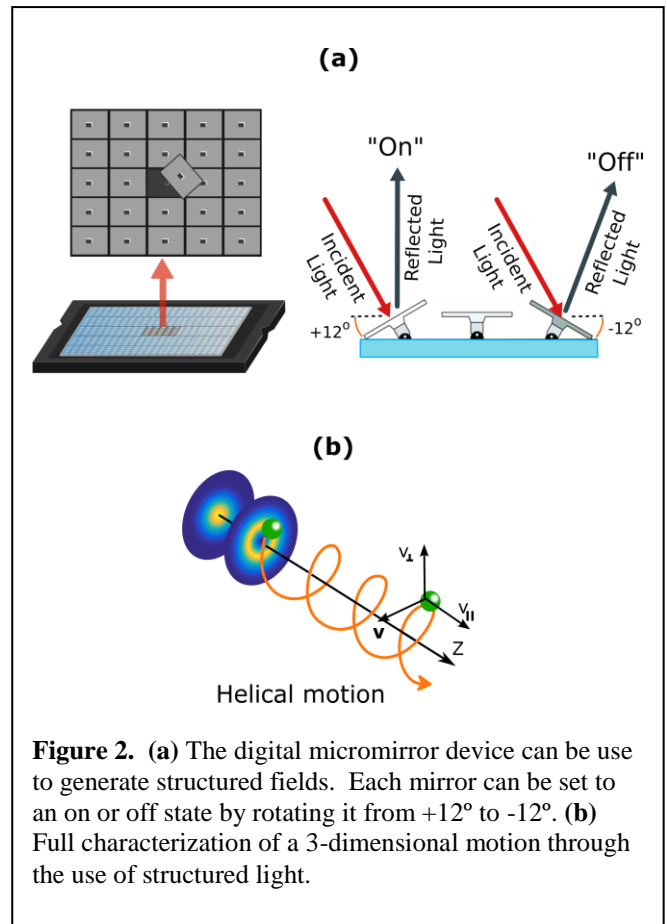 (a)
"On"
"Off"
Incident
Light
Reflected
Light
Incident
Light
Reflected
Light
+12°
-12°
(b)
V⊥
V||
V
Z
Helical motion
Figure 2. (a) The digital micromirror device can be use
to generate structured fields. Each mirror can be set to
an on or off state by rotating it from +12º to -12º. (b)
Full characterization of a 3-dimensional motion through
the use of structured light.